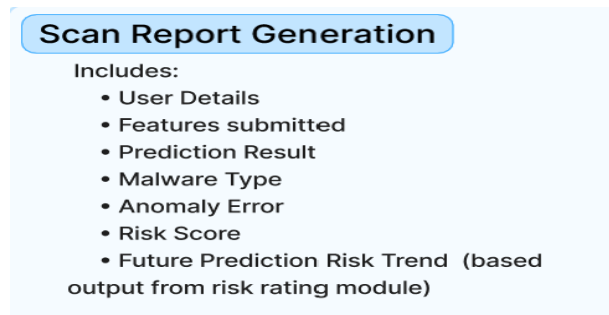 Scan Report Generation
Includes:
• User Details
• Features submitted
• Prediction Result
• Malware Type
• Anomaly Error
• Risk Score
• Future Prediction Risk Trend (based
output from risk rating module)